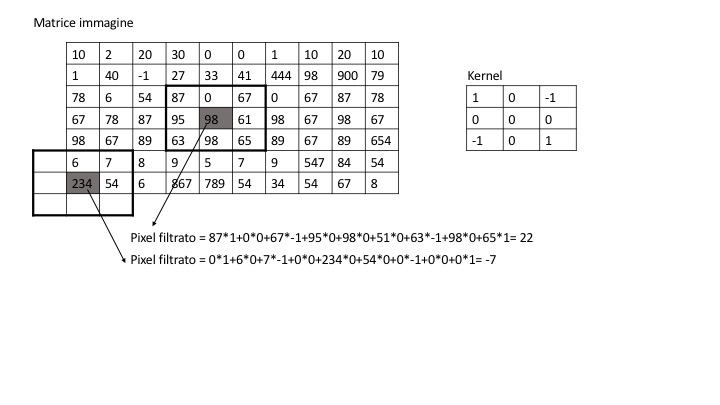 Matrice immagine
10 2 20 30 0 0 1 10 20 10
1 40 -1 27 33 41 444 98 900 79
Kernel
78 6 54 87 0 67 0 67 87 78
1 0 -1
67 78 87 95 98 61 98 67 98 67
0 0 0
98 67 89 63 98 65 89 67 89 654
-1 0 1
6 7 8 9 5 7 9 547 84 54
234 54 6 867 789 54 34 54 67 8
Pixel filtrato = 87*1+0*0+67*-1+95*0+98*0+51*0+63*-1+98*0+65*1= 22
Pixel filtrato = 0*1+6*0+7*-1+0*0+234*0+54*0+0*-1+0*0+0*1= -7